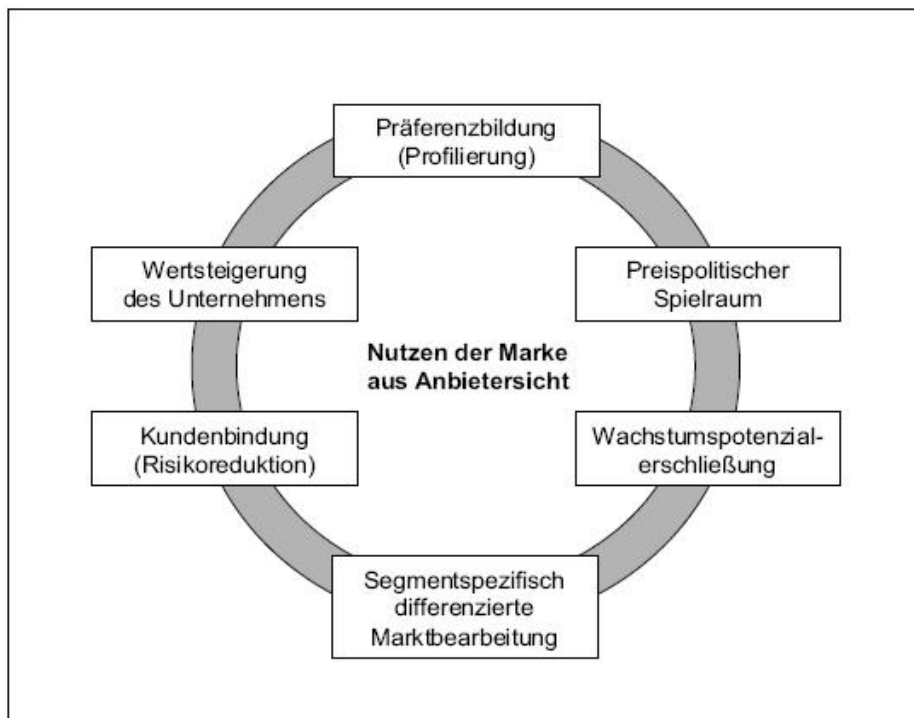 Präferenzbildung
(Profilierung)
Wertsteigerung
des Unternehmens
Preispolitischer
Spielraum
Nutzen der Marke
aus Anbietersicht
Kundenbindung
(Risikoreduktion)
Wachstumspotenzial-
erschließung
Segmentspezifisch
differenzierte
Marktbearbeitung